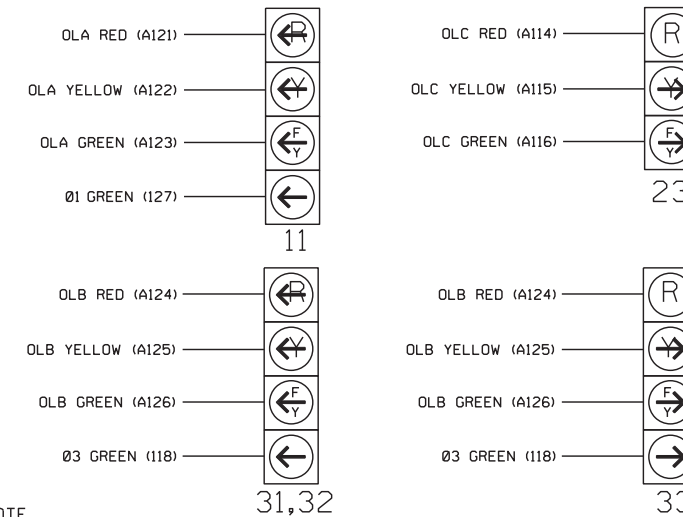 OLA RED (A121)
R
OLA YELLOW (A122)
Y
OLA GREEN (A123)
F
Y
Ø1 GREEN (127)
11
OLC RED (A114)
R
OLC YELLOW (A115)
Y
OLC GREEN (A116)
F
Y
23
OLB RED (A124)
R
OLB YELLOW (A125)
Y
OLB GREEN (A126)
F
Y
Ø3 GREEN (118)
31,32
OLB RED (A124)
R
OLB YELLOW (A125)
Y
OLB GREEN (A126)
F
Y
Ø3 GREEN (118)
33